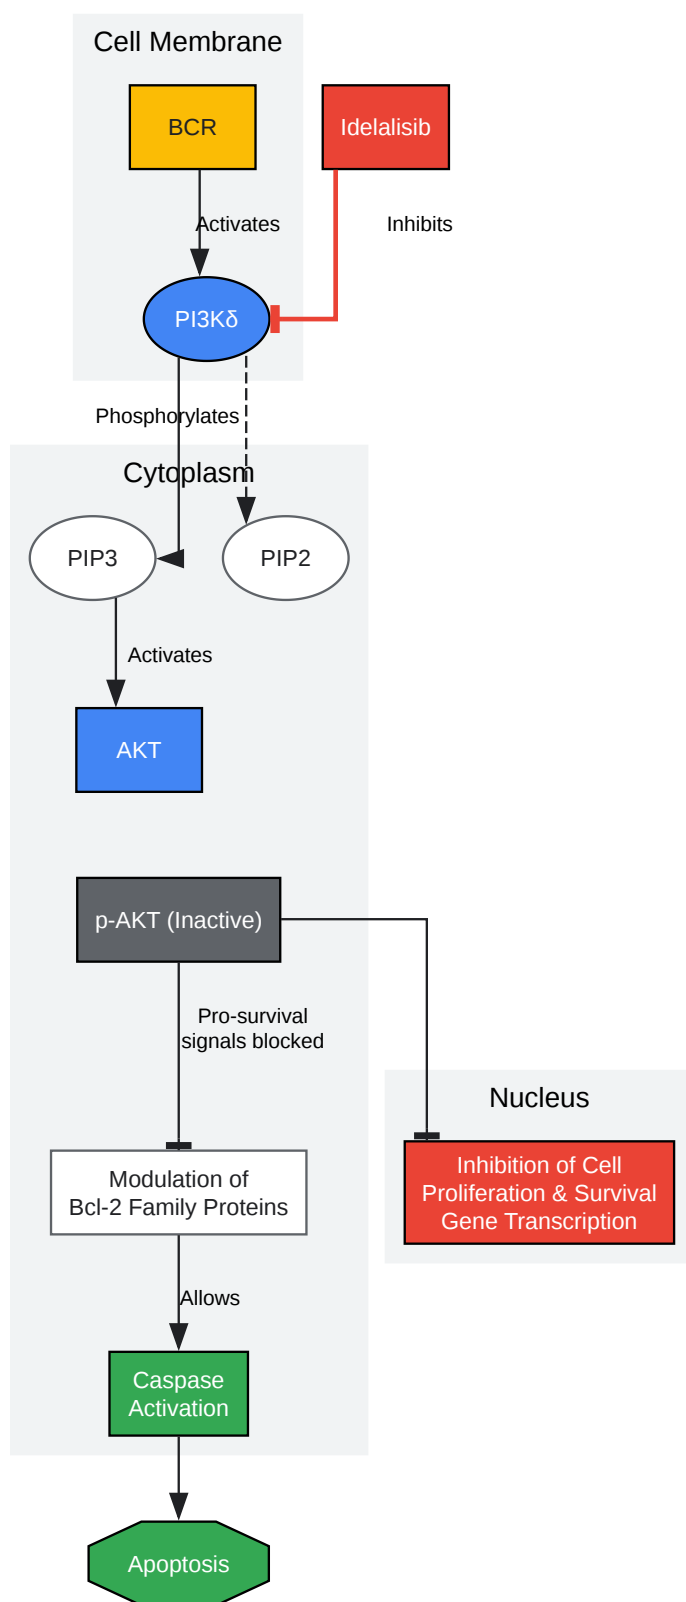 Cell Membrane
BCR
Idelalisib
Activates
Inhibits
PI3Kδ
Phosphorylates
Cytoplasm
PIP3
PIP2
Activates
AKT
p-AKT (Inactive)
Pro-survival
signals blocked
Nucleus
Modulation of
Bcl-2 Family Proteins
Inhibition of Cell
Proliferation & Survival
Gene Transcription
Allows
Caspase
Activation
Apoptosis